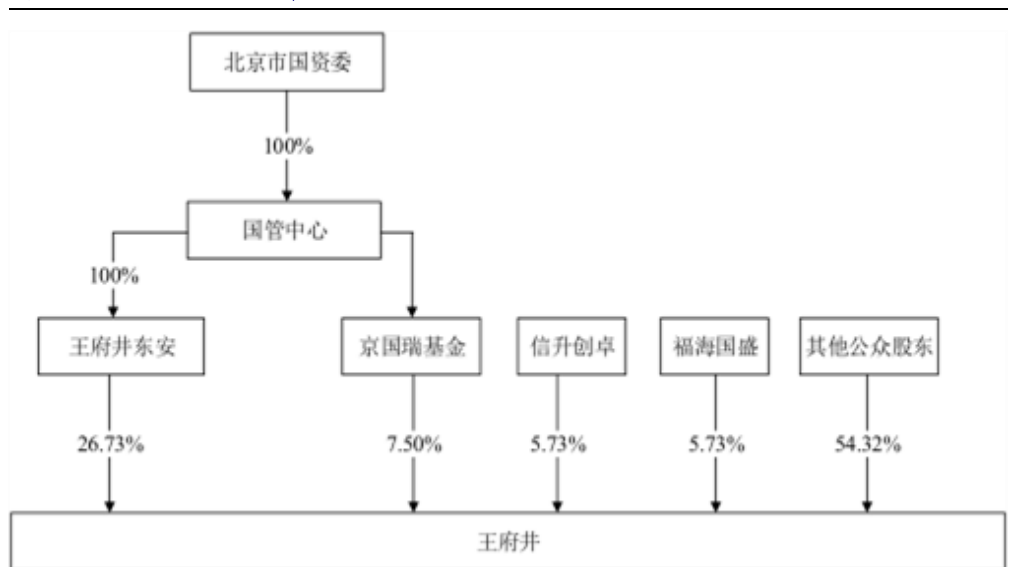 北京市国资委
100%
国管中心
100%
王府井东安
京国瑞基金
信升创卓
福海国盛
其他公众股东
26.73%
7.50%
5.73%
5.73%
54.32%
王府井